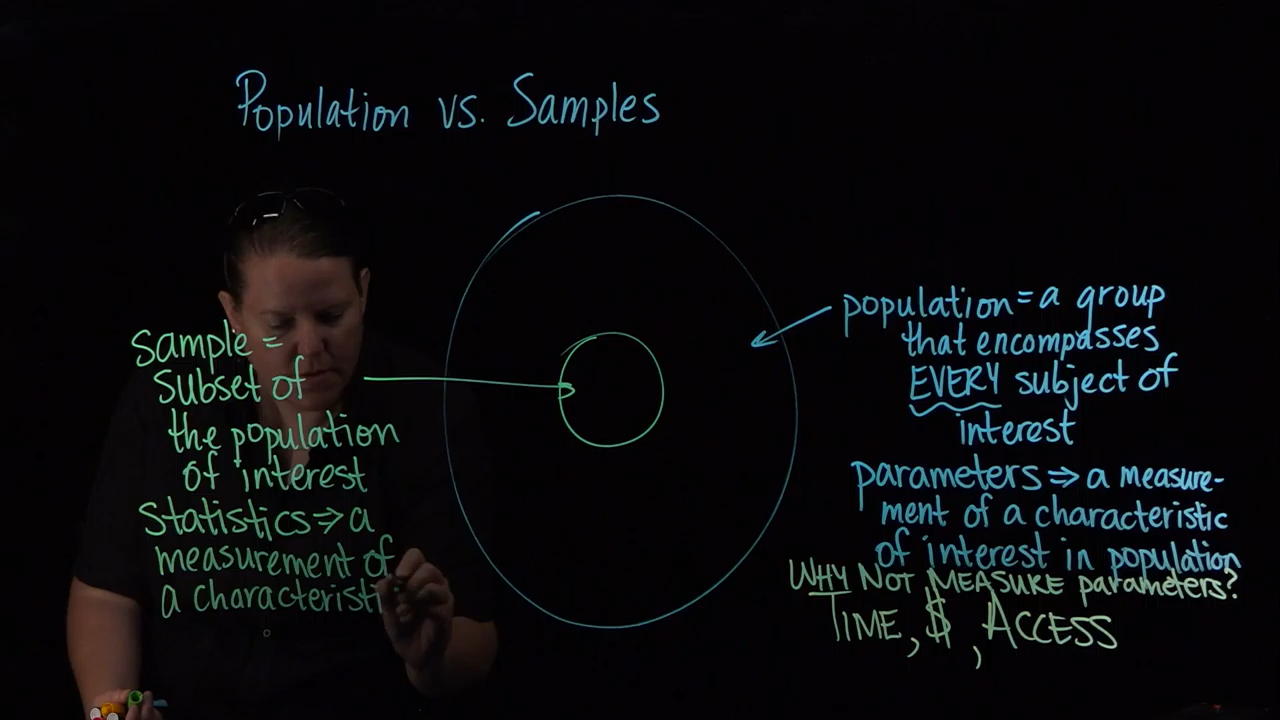 Population vs. Samples
Sample =
Subset of
the population
of interest
Statistics ⇒ a
measurement of
a characteristi
population = a group
that encompasses
EVERY subject of
interest
parameters ⇒ a measure-
ment of a characteristic
of interest in population
WHY NOT MEASURE parameters?
TIME, $, ACCESS